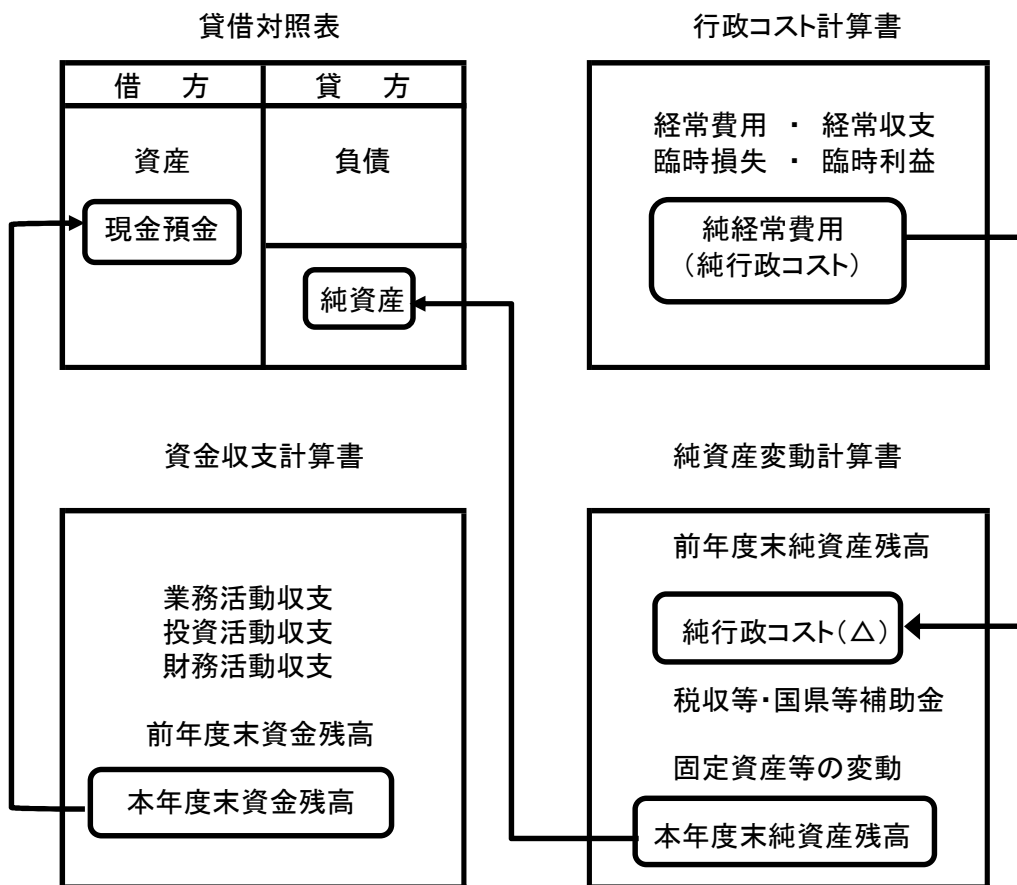 貸借対照表
借　方
貸　方
資産
負債
現金預金
純資産
行政コスト計算書
経常費用 ・ 経常収支
臨時損失 ・ 臨時利益
純経常費用
（純行政コスト）
資金収支計算書
業務活動収支
投資活動収支
財務活動収支
前年度末資金残高
本年度末資金残高
純資産変動計算書
前年度末純資産残高
純行政コスト（△）
税収等・国県等補助金
固定資産等の変動
本年度末純資産残高